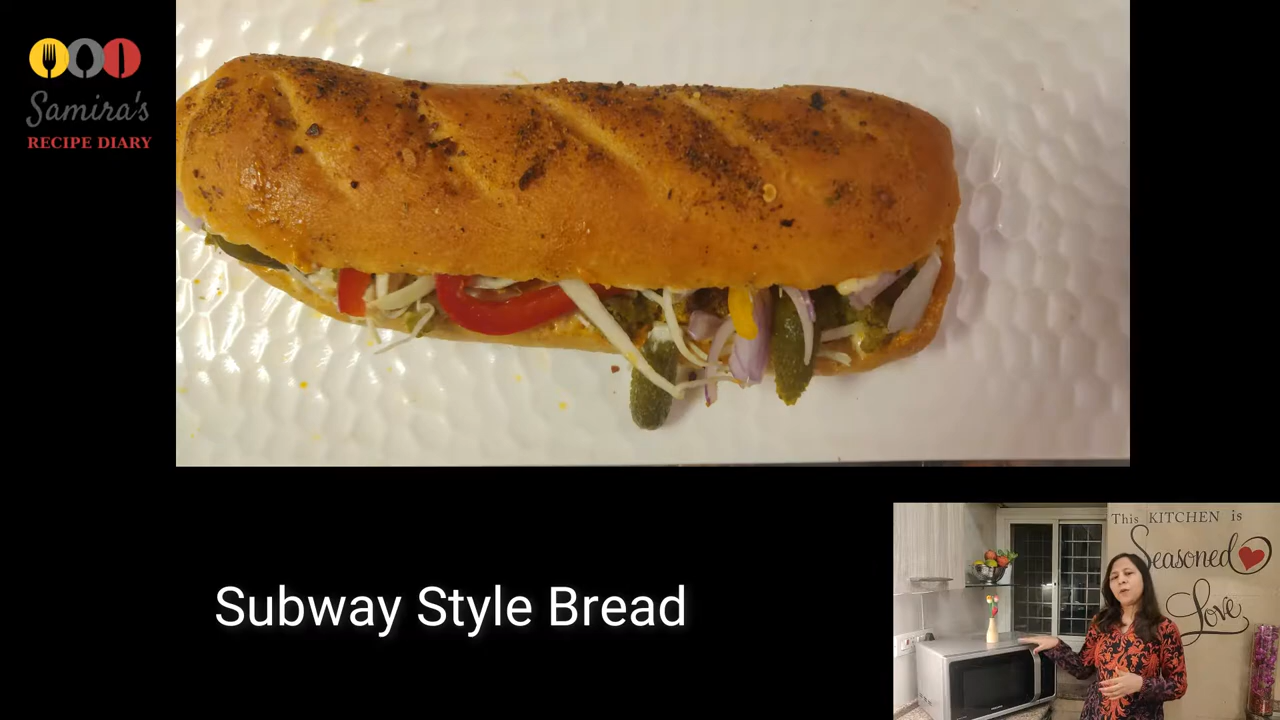 Samira's
RECIPE DIARY
Subway Style Bread
This KITCHEN is
Seasoned
Love